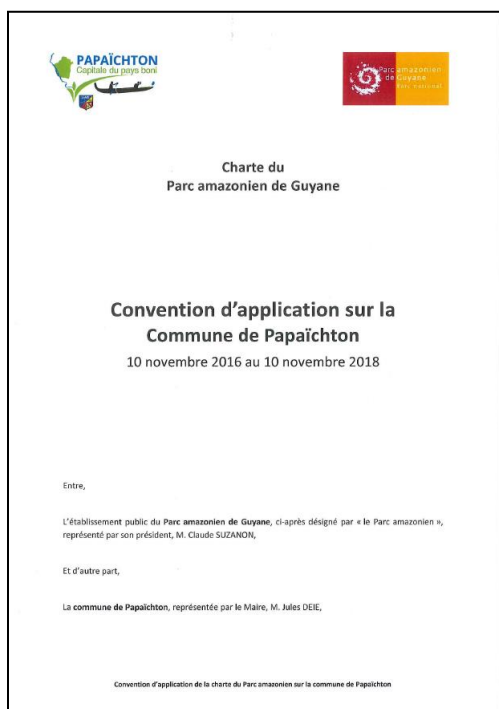 PAPAÏCHTON
Capitale du pays boni
Parc amazonien
de Guyane
Parc national
Charte du
Parc amazonien de Guyane
Convention d'application sur la
Commune de Papaïchton
10 novembre 2016 au 10 novembre 2018
Entre,
L'établissement public du Parc amazonien de Guyane, ci-après désigné par « le Parc amazonien »,
représenté par son président, M. Claude SUZANON,
Et d'autre part,
La commune de Papaïchton, représentée par le Maire, M. Jules DEIE,
Convention d'application de la charte du Parc amazonien sur la commune de Papaïchton